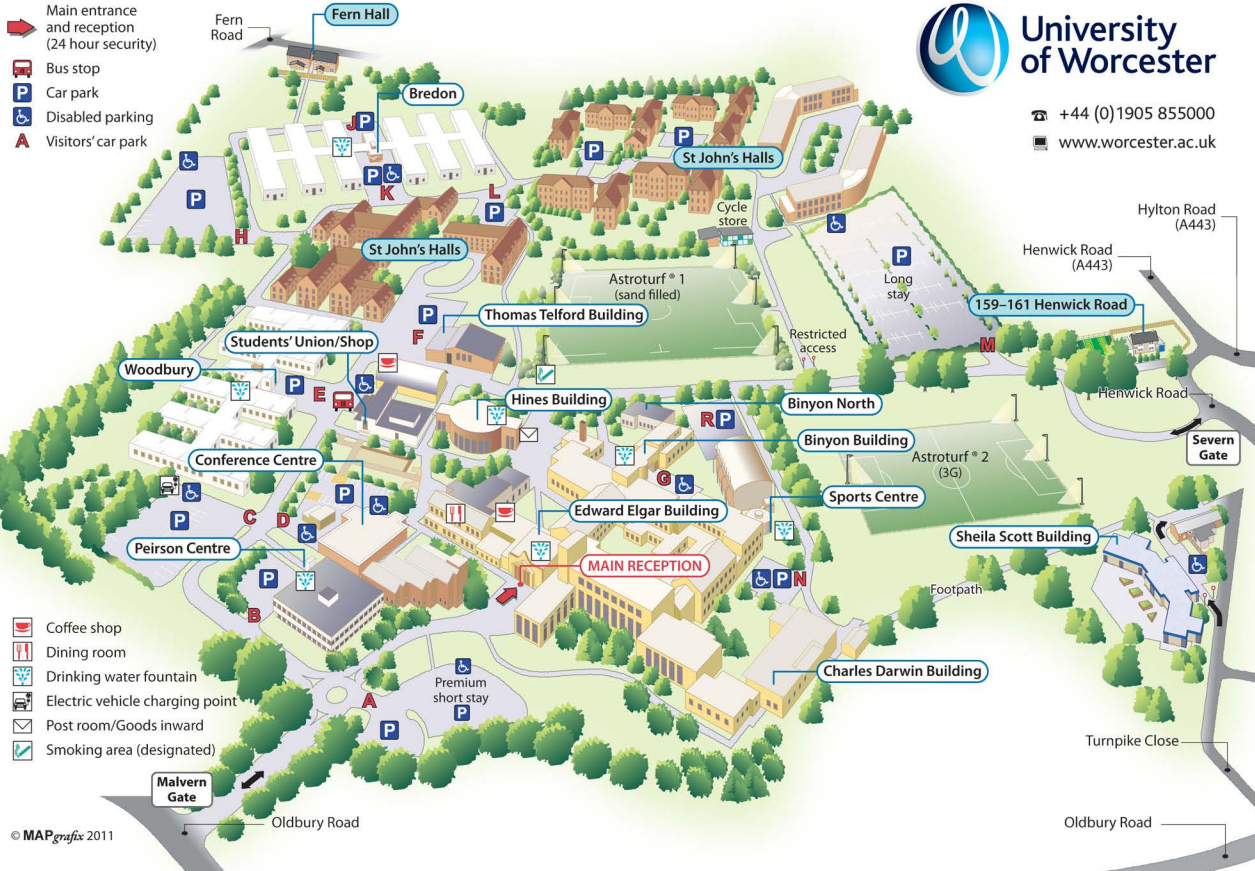 Main entrance
and reception
(24 hour security)
Bus stop
P
Car park
Disabled parking
A
Visitors' car park
Fern
Road
Fern Hall
University
of Worcester
+44 (0)1905 855000
www.worcester.ac.uk
Bredon
J
P
P
K
L
P
P
H
St John's Halls
P
P
St John's Halls
Cycle
store
Hylton Road
(A443)
Henwick Road
(A443)
P
Long
stay
Astroturf ® 1
(sand filled)
159–161 Henwick Road
Thomas Telford Building
P
F
Students' Union/Shop
Restricted
access
M
Woodbury
P
E
Henwick Road
Hines Building
Binyon North
R
P
Binyon Building
Severn
Gate
Conference Centre
Astroturf ® 2
(3G)
G
P
Sports Centre
P
C
D
Edward Elgar Building
Sheila Scott Building
Peirson Centre
MAIN RECEPTION
P
B
P
N
Footpath
Coffee shop
Dining room
Drinking water fountain
Electric vehicle charging point
Post room/Goods inward
Smoking area (designated)
Charles Darwin Building
Premium
short stay
P
A
P
Turnpike Close
Malvern
Gate
Oldbury Road
Oldbury Road
© MAPgrafix 2011